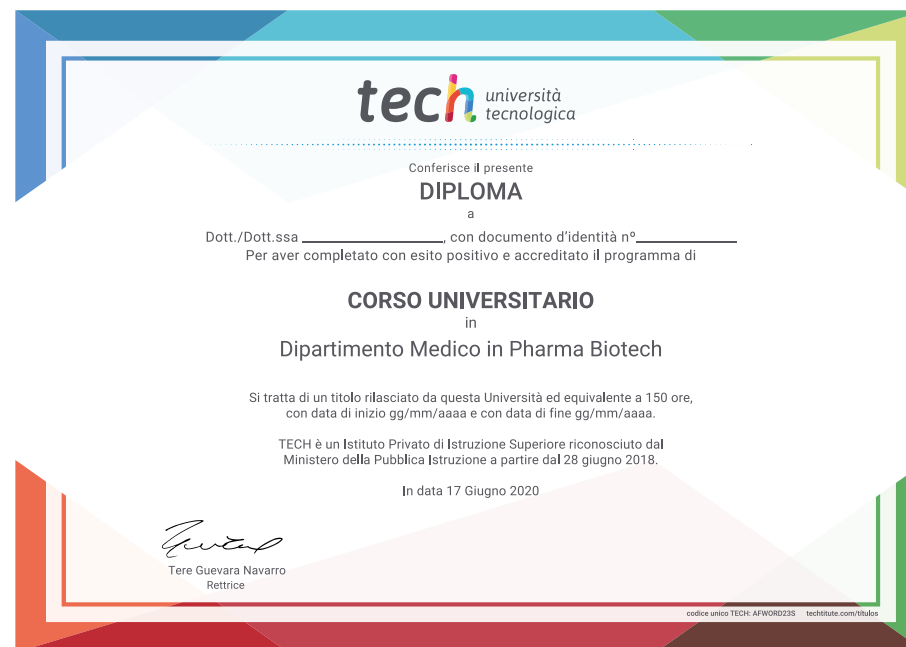 tech università
tecnologica
Conferisce il presente
DIPLOMA
a
Dott./Dott.ssa ________________, con documento d'identità nº____________
Per aver completato con esito positivo e accreditato il programma di
CORSO UNIVERSITARIO
in
Dipartimento Medico in Pharma Biotech
Si tratta di un titolo rilasciato da questa Università ed equivalente a 150 ore,
con data di inizio gg/mm/aaaa e con data di fine gg/mm/aaaa.
TECH è un Istituto Privato di Istruzione Superiore riconosciuto dal
Ministero della Pubblica Istruzione a partire dal 28 giugno 2018.
In data 17 Giugno 2020
Tere Guevara Navarro
Rettrice
codice unico TECH: AFWORD23S techtitute.com/titulos